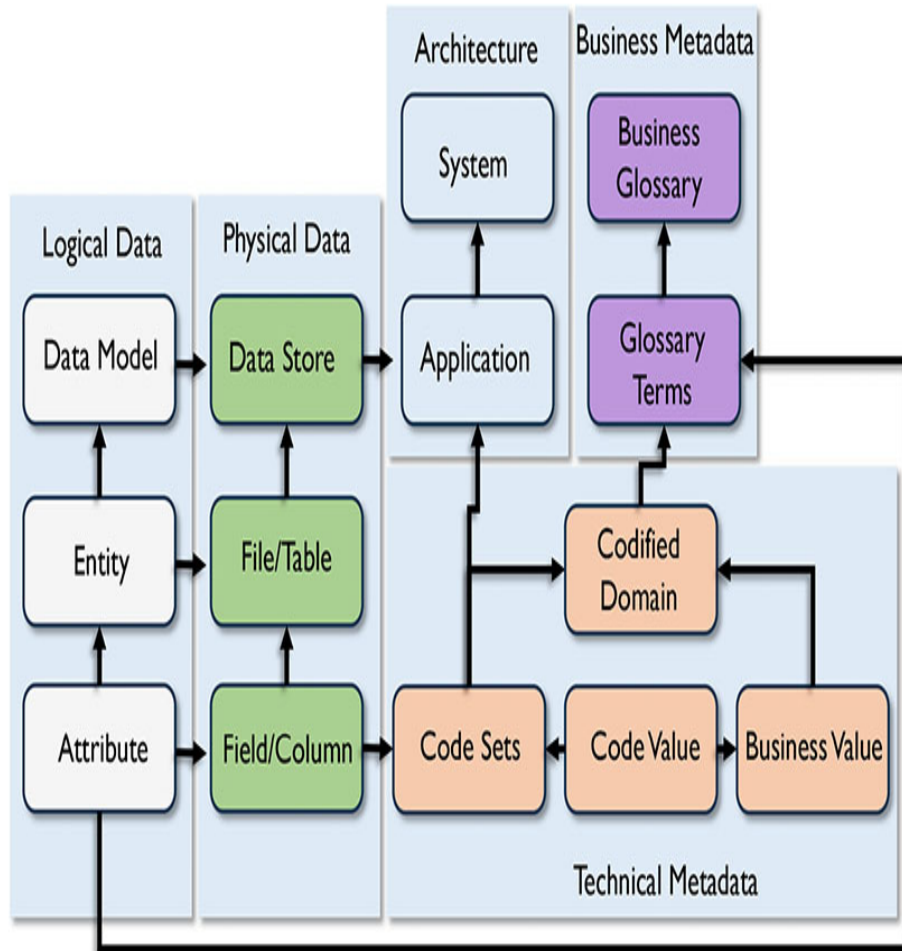 Architecture
Business Metadata
System
Business
Glossary
Logical Data
Physical Data
Data Model
Data Store
Application
Glossary
Terms
Entity
File/Table
Codified
Domain
Attribute
Field/Column
Code Sets
Code Value
Business Value
Technical Metadata